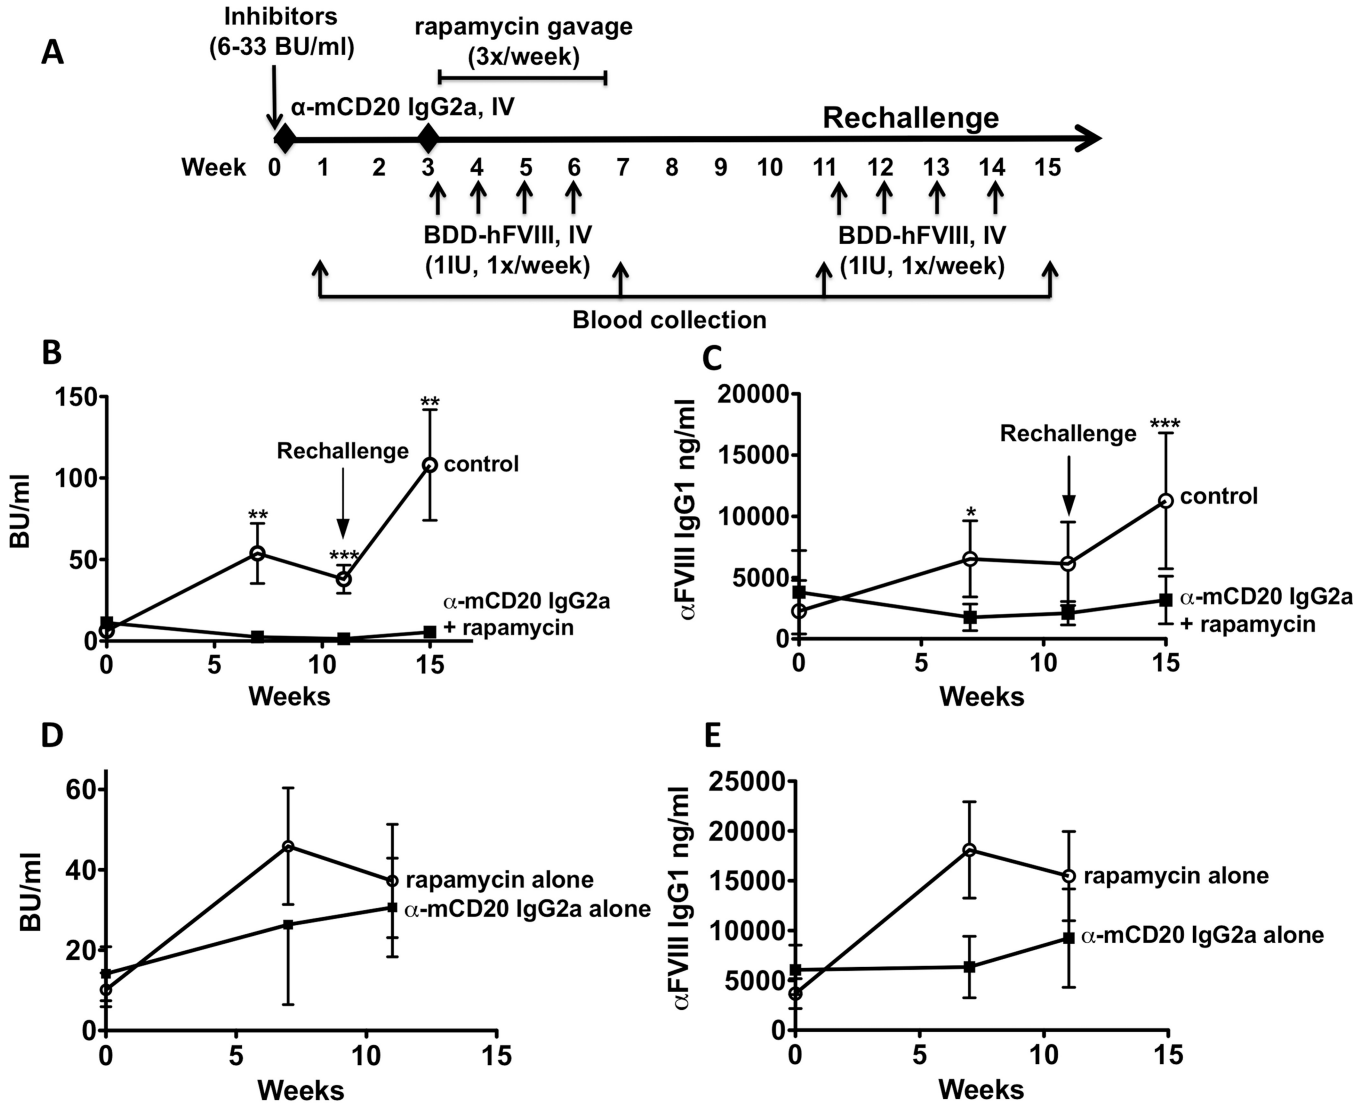 A
Inhibitors
(6-33 BU/ml)
rapamycin gavage
(3x/week)
α-mCD20 IgG2a, IV
Rechallenge
Week 0 1 2 3 4 5 6 7 8 9 10 11 12 13 14 15
BDD-hFVIII, IV
(1IU, 1x/week)
BDD-hFVIII, IV
(1IU, 1x/week)
Blood collection
B
BU/ml
150
100
50
0
**
Rechallenge
***
**
control
α-mCD20 IgG2a
+ rapamycin
0 5 10 15
Weeks
C
αFVIII IgG1 ng/ml
20000
15000
10000
5000
0
*
Rechallenge
***
control
α-mCD20 IgG2a
+ rapamycin
0 5 10 15
Weeks
D
BU/ml
60
40
20
0
rapamycin alone
α-mCD20 IgG2a alone
0 5 10 15
Weeks
E
αFVIII IgG1 ng/ml
25000
20000
15000
10000
5000
0
rapamycin alone
α-mCD20 IgG2a alone
0 5 10 15
Weeks